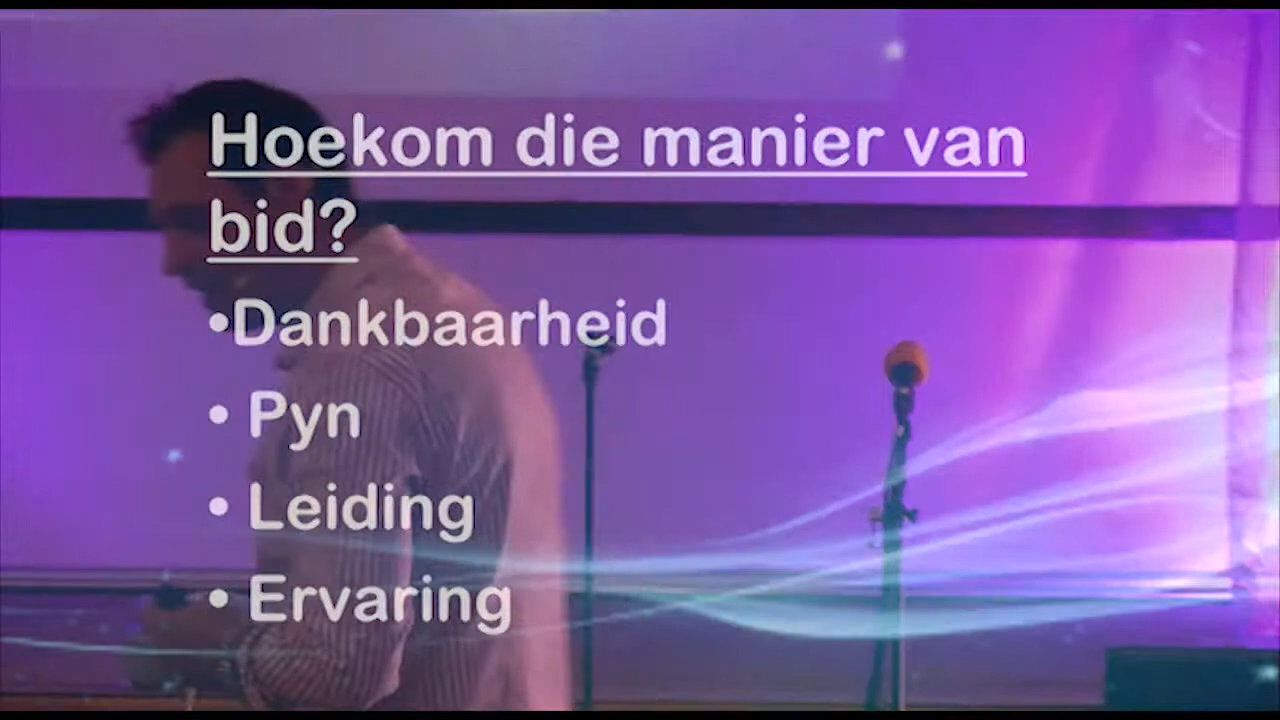 Hoekom die manier van
bid?
•Dankbaarheid
• Pyn
• Leiding
• Ervaring